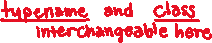 typename and class
interchangeable here